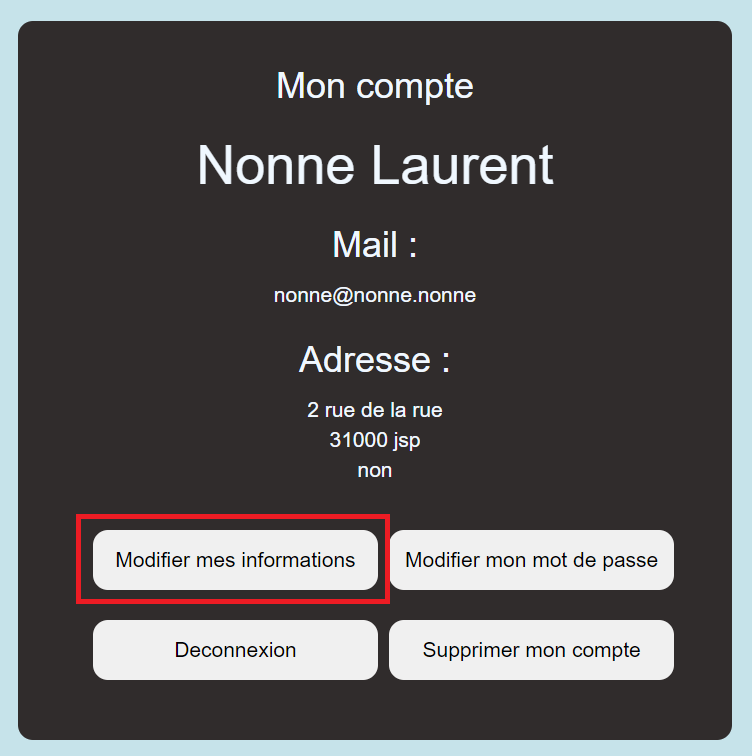 Mon compte
Nonne Laurent
Mail :
nonne@nonne.nonne
Adresse :
2 rue de la rue
31000 jsp
non
Modifier mes informations
Modifier mon mot de passe
Deconnexion
Supprimer mon compte